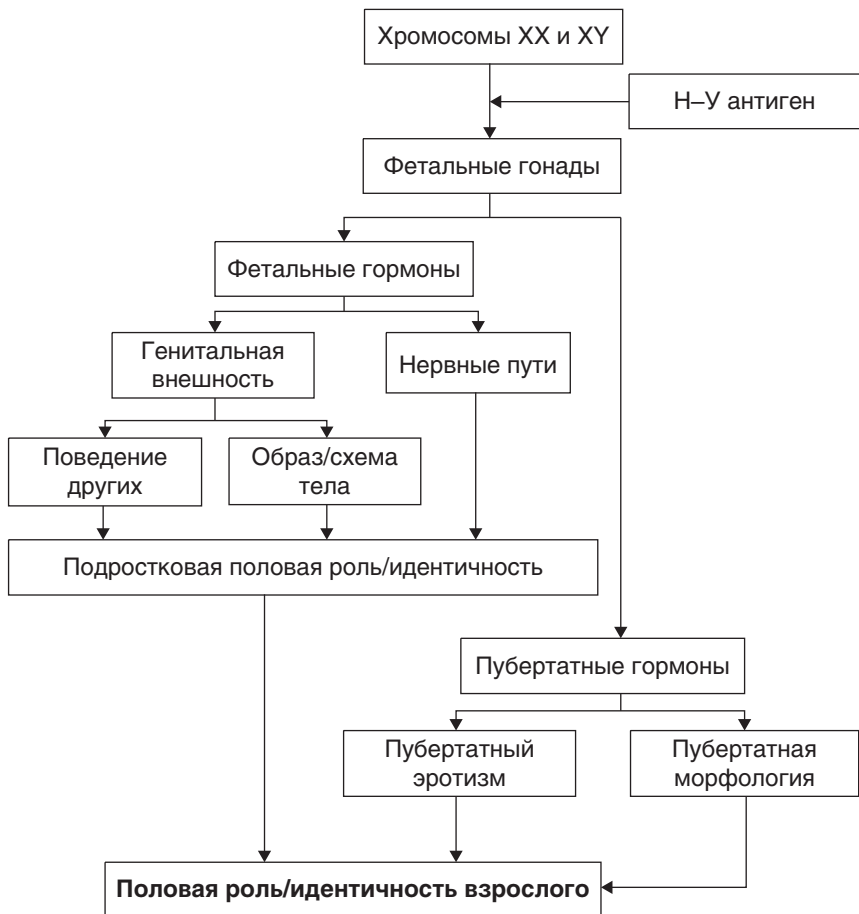 Хромосомы XX и XY
Н–У антиген
Фетальные гонады
Фетальные гормоны
Генитальная
внешность
Нервные пути
Поведение
других
Образ/схема
тела
Подростковая половая роль/идентичность
Пубертатные гормоны
Пубертатный
эротизм
Пубертатная
морфология
Половая роль/идентичность взрослого